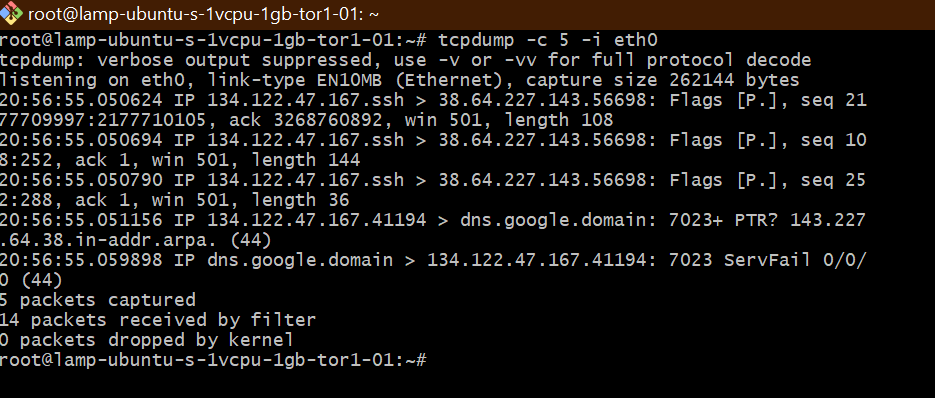 root@lamp-ubuntu-s-1vcpu-1gb-tor1-01: ~
root@lamp-ubuntu-s-1vcpu-1gb-tor1-01:~# tcpdump -c 5 -i eth0
tcpdump: verbose output suppressed, use -v or -vv for full protocol decode
listening on eth0, link-type EN10MB (Ethernet), capture size 262144 bytes
20:56:55.050624 IP 134.122.47.167.ssh > 38.64.227.143.56698: Flags [P.], seq 21
77709997:2177710105, ack 3268760892, win 501, length 108
20:56:55.050694 IP 134.122.47.167.ssh > 38.64.227.143.56698: Flags [P.], seq 10
8:252, ack 1, win 501, length 144
20:56:55.050790 IP 134.122.47.167.ssh > 38.64.227.143.56698: Flags [P.], seq 25
2:288, ack 1, win 501, length 36
20:56:55.051156 IP 134.122.47.167.41194 > dns.google.domain: 7023+ PTR? 143.227
.64.38.in-addr.arpa. (44)
20:56:55.059898 IP dns.google.domain > 134.122.47.167.41194: 7023 ServFail 0/0/
0 (44)
5 packets captured
14 packets received by filter
0 packets dropped by kernel
root@lamp-ubuntu-s-1vcpu-1gb-tor1-01:~#